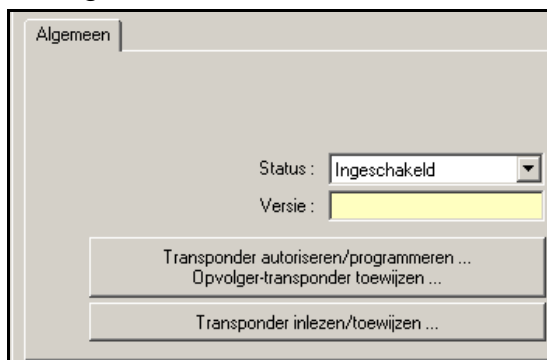 Algemeen
Status : Ingeschakeld
Versie :
Transponder autoriseren/programmeren ...
Opvolger-transponder toewijzen ...
Transponder inlezen/toewijzen ...